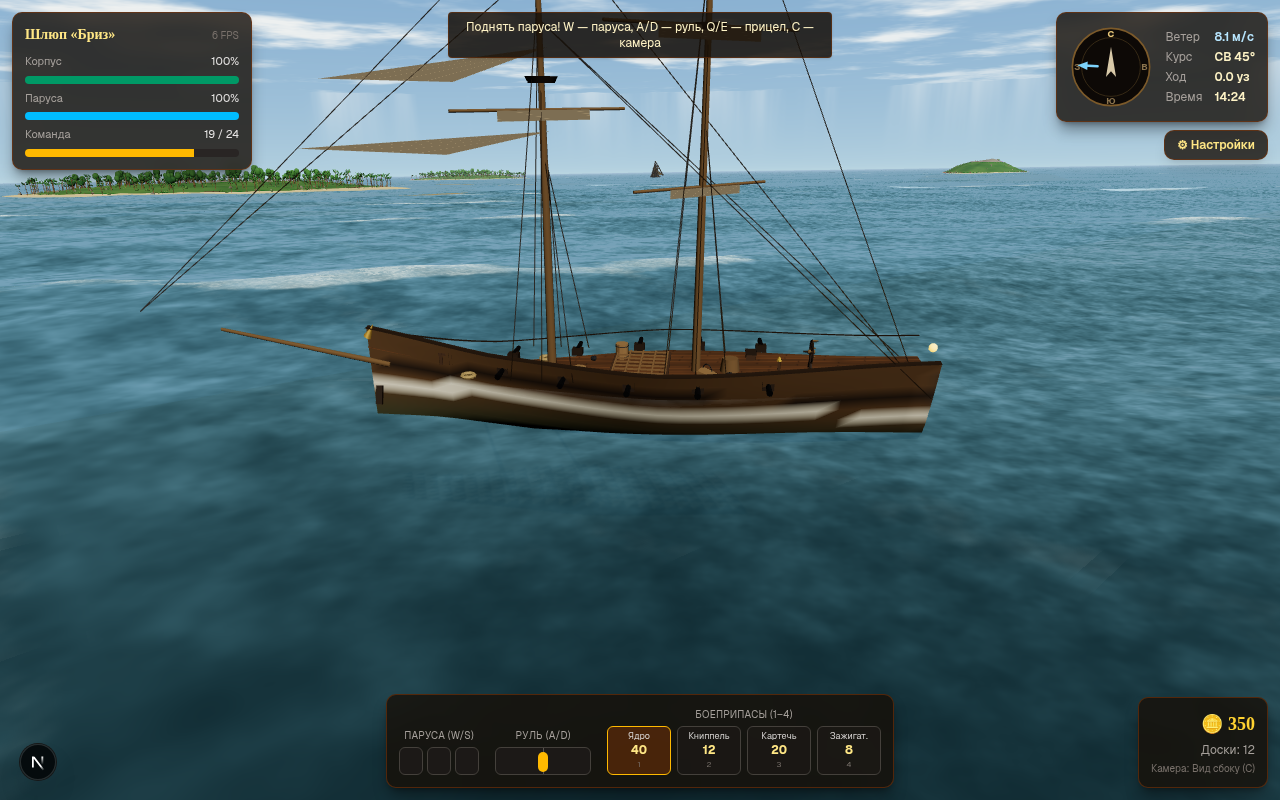 Шлюп «Бриз»
6 FPS
Корпус 100%
Паруса 100%
Команда 19 / 24
Поднять паруса! W — паруса, A/D — руль, Q/E — прицел, C —
камера
С
З
В
Ю
Ветер 8.1 м/с
Курс СВ 45°
Ход 0.0 уз
Время 14:24
⚙ Настройки
ПАРУСА (W/S)
РУЛЬ (A/D)
БОЕПРИПАСЫ (1–4)
Ядро
40
1
Книппель
12
2
Картечь
20
3
Зажигат.
8
4
350
Доски: 12
Камера: Вид сбоку (C)
N